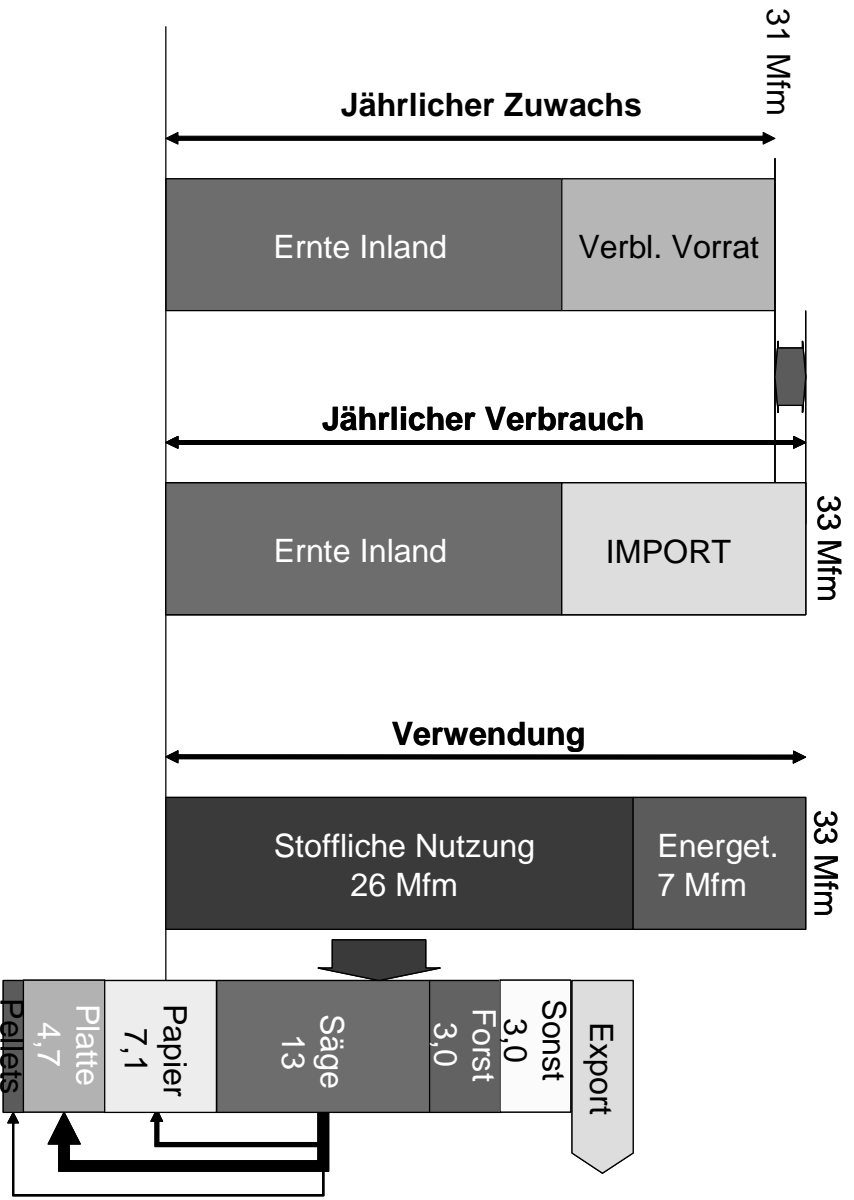 31 Mfm
Jährlicher Zuwachs
Ernte Inland
Verbl. Vorrat
Jährlicher Verbrauch
Ernte Inland
IMPORT
33 Mfm
Verwendung
Stoffliche Nutzung
26 Mfm
Energet.
7 Mfm
33 Mfm
Pellets
Platte
4,7
Papier
7,1
Säge
13
Forst
3,0
Sonst
3,0
Export